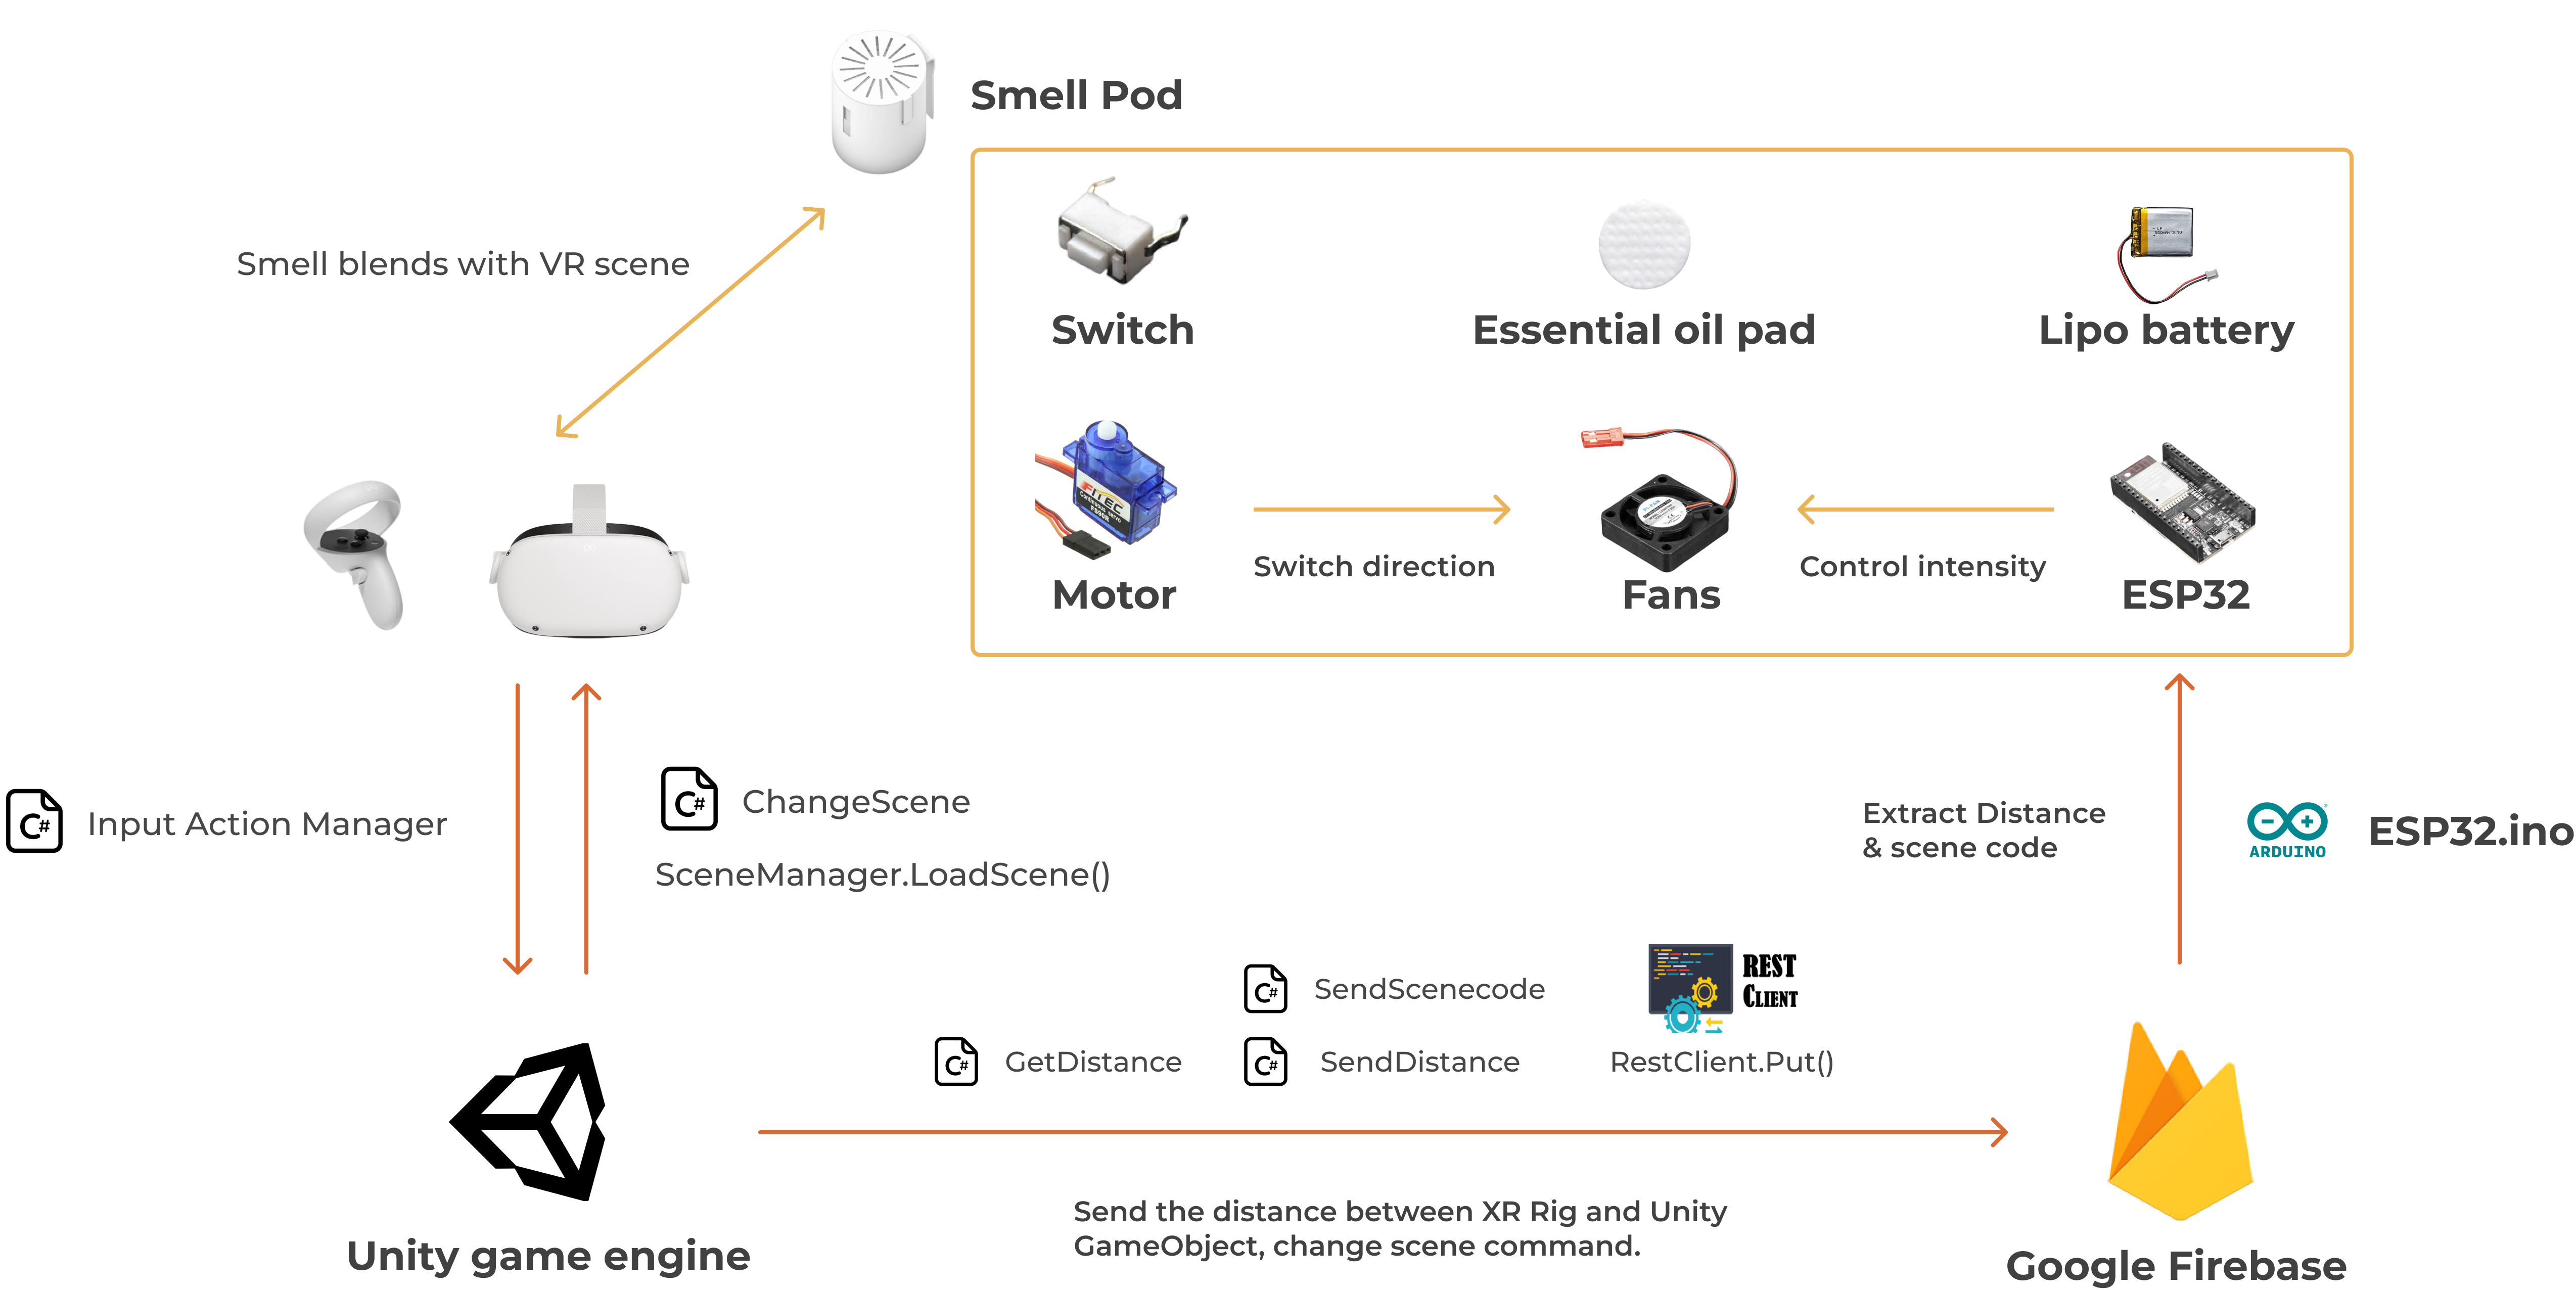 Smell Pod
Smell blends with VR scene
Switch
Essential oil pad
Lipo battery
FITEC
Motor
Switch direction
Fans
Control intensity
ESP32
C#
Input Action Manager
C#
ChangeScene
SceneManager.LoadScene()
Extract Distance
& scene code
ARDUINO
ESP32.ino
C#
SendScenecode
REST
CLIENT
C#
GetDistance
C#
SendDistance
RestClient.Put()
Send the distance between XR Rig and Unity
GameObject, change scene command.
Unity game engine
Google Firebase